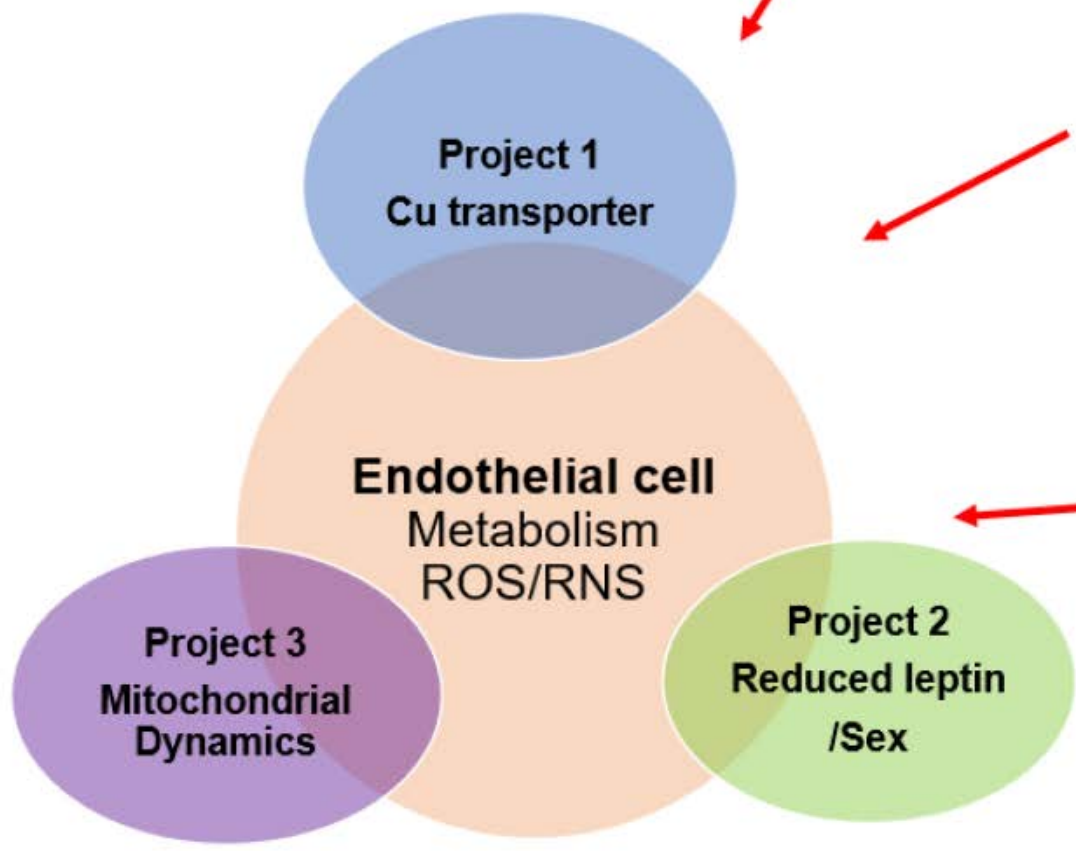 Project 1
Cu transporter
Endothelial cell
Metabolism
ROS/RNS
Project 3
Mitochondrial
Dynamics
Project 2
Reduced leptin
/Sex